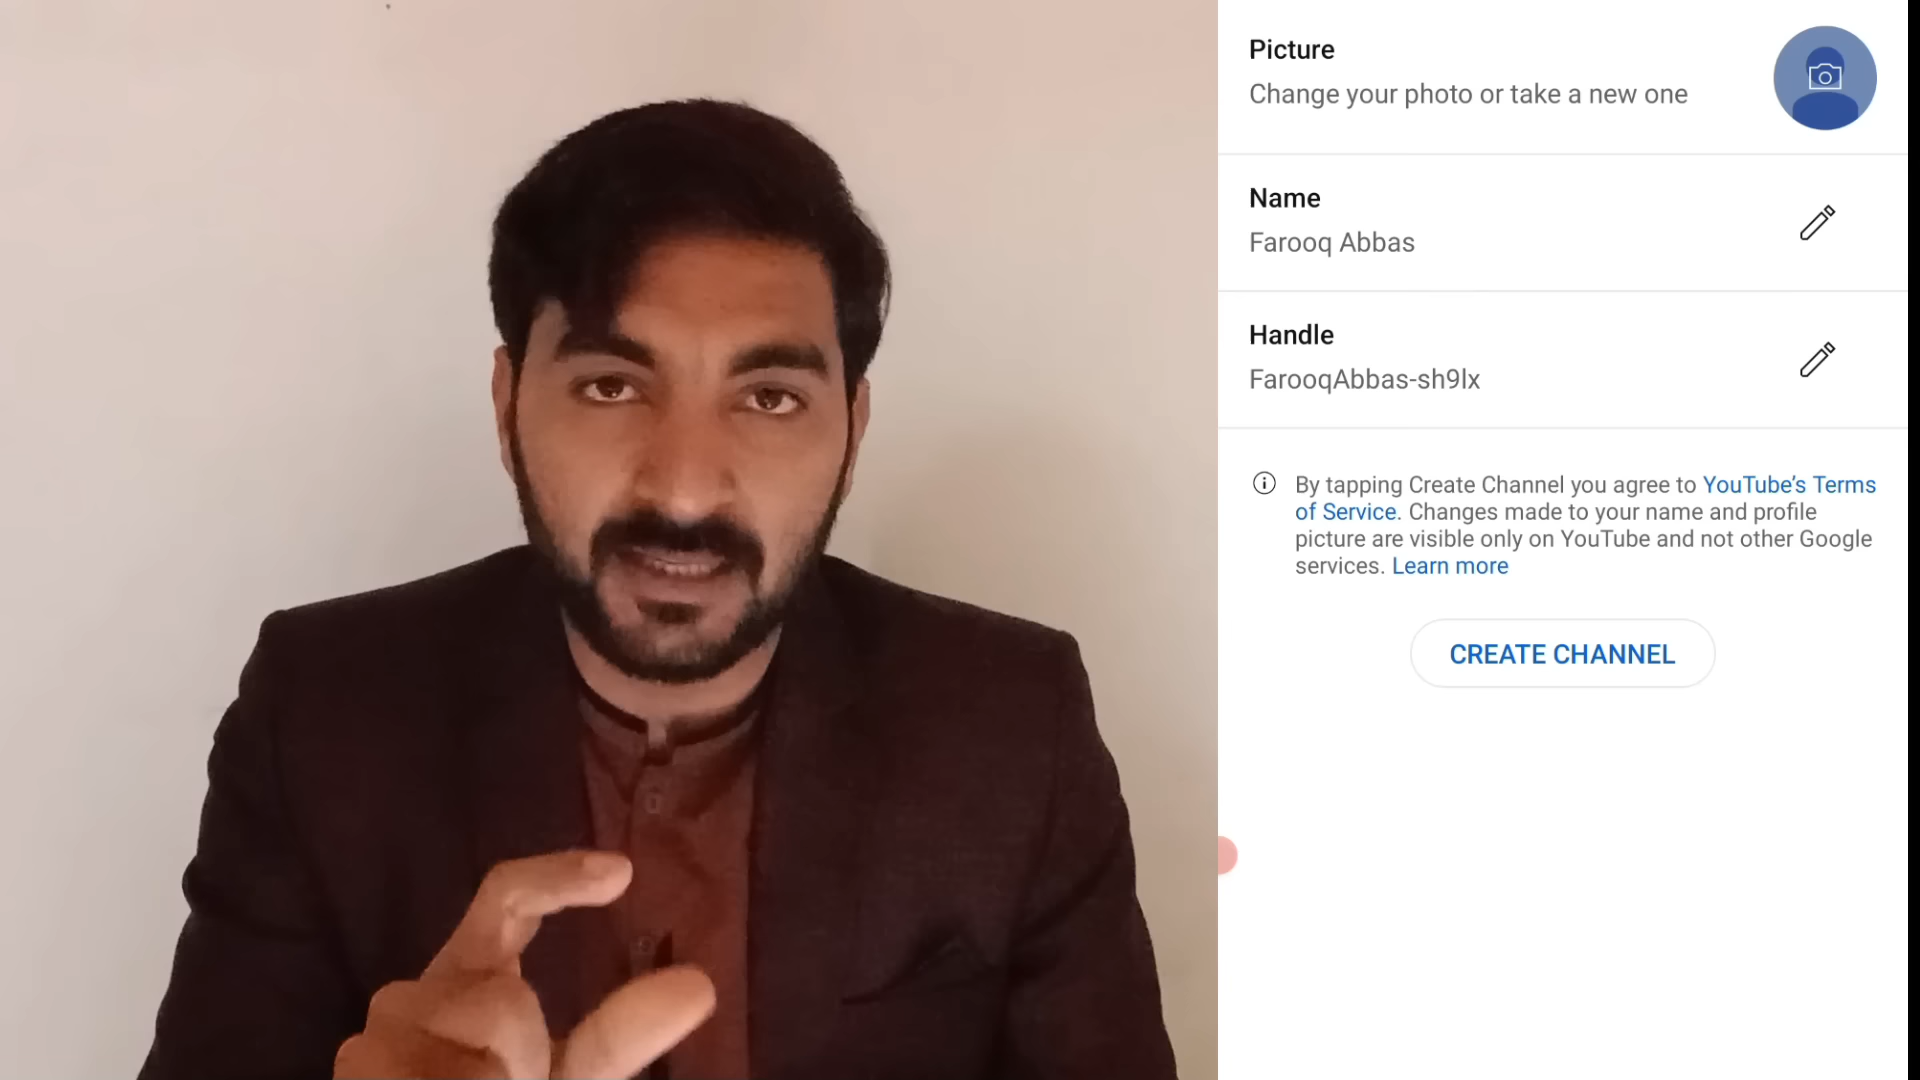 Picture
Change your photo or take a new one
Name
Farooq Abbas
Handle
FarooqAbbas-sh9lx
By tapping Create Channel you agree to YouTube's Terms
of Service. Changes made to your name and profile
picture are visible only on YouTube and not other Google
services. Learn more
CREATE CHANNEL